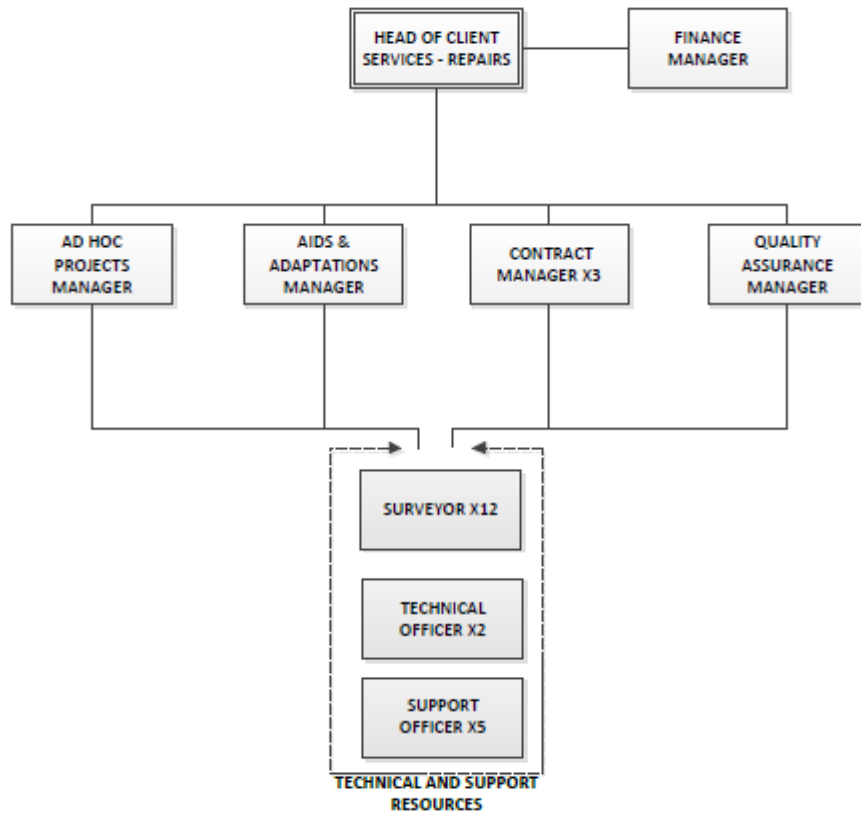 HEAD OF CLIENT
SERVICES - REPAIRS
FINANCE
MANAGER
AD HOC
PROJECTS
MANAGER
AIDS &
ADAPTATIONS
MANAGER
CONTRACT
MANAGER X3
QUALITY
ASSURANCE
MANAGER
SURVEYOR X12
TECHNICAL
OFFICER X2
SUPPORT
OFFICER X5
TECHNICAL AND SUPPORT
RESOURCES